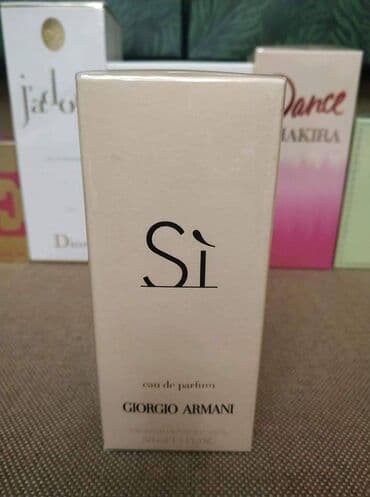 j'ado
Dior
Dance
HAKIRA
Sì
eau de parfum
GIORGIO ARMANI